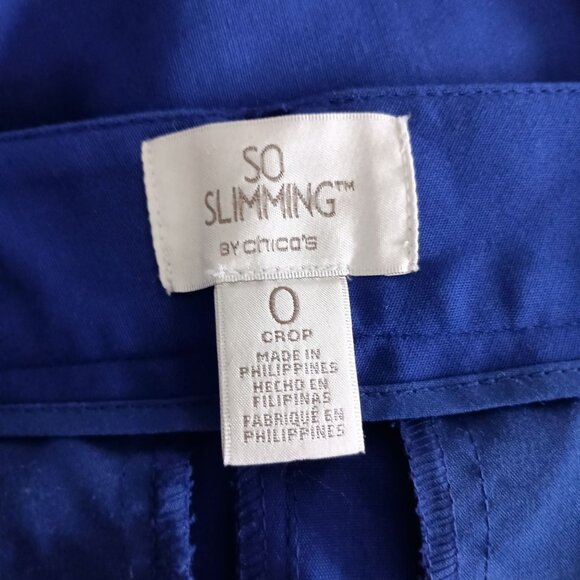 SO
SLIMMING™
BY chico's
0
CROP
MADE IN
PHILIPPINES
HECHO EN
FILIPINAS
FABRIQUÉ EN
PHILIPPINES